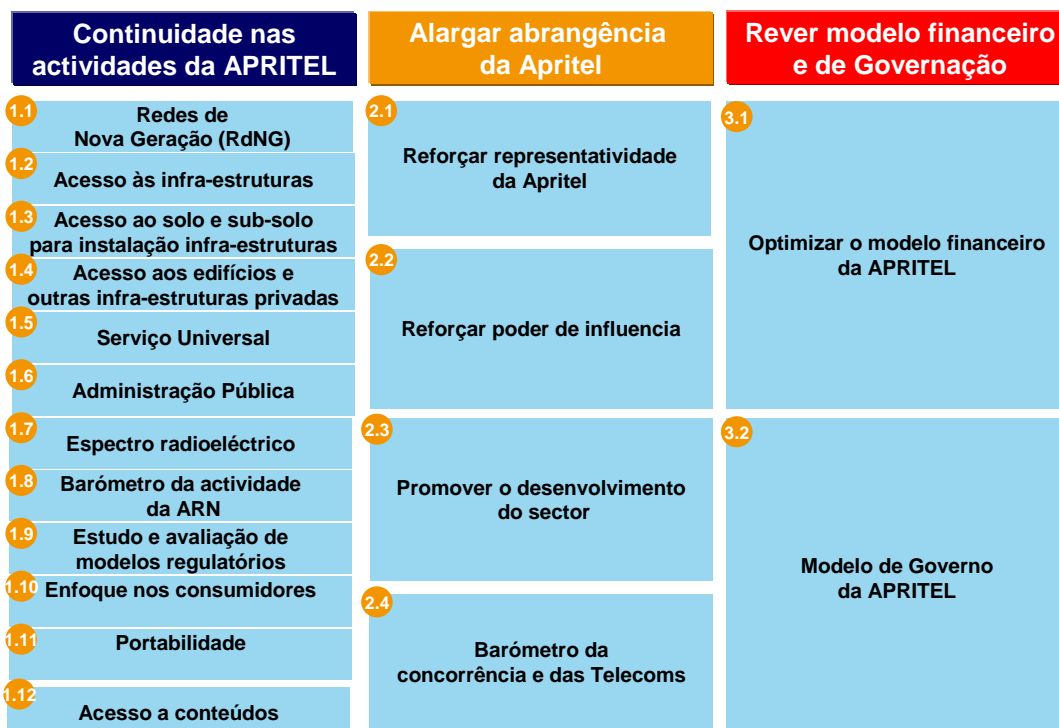 Continuidade nas
actividades da APRITEL
1.1
Redes de
Nova Geração (RdNG)
1.2
Acesso às infra-estruturas
1.3
Acesso ao solo e sub-solo
para instalação infra-estruturas
1.4
Acesso aos edifícios e
outras infra-estruturas privadas
1.5
Serviço Universal
1.6
Administração Pública
1.7
Espectro radioeléctrico
1.8
Barómetro da actividade
da ARN
1.9
Estudo e avaliação de
modelos regulatórios
1.10
Enfoque nos consumidores
1.11
Portabilidade
1.12
Acesso a conteúdos
Alargar abrangência
da Apritel
2.1
Reforçar representatividade
da Apritel
2.2
Reforçar poder de influencia
2.3
Promover o desenvolvimento
do sector
2.4
Barómetro da
concorrência e das Telecoms
Rever modelo financeiro
e de Governação
3.1
Optimizar o modelo financeiro
da APRITEL
3.2
Modelo de Governo
da APRITEL